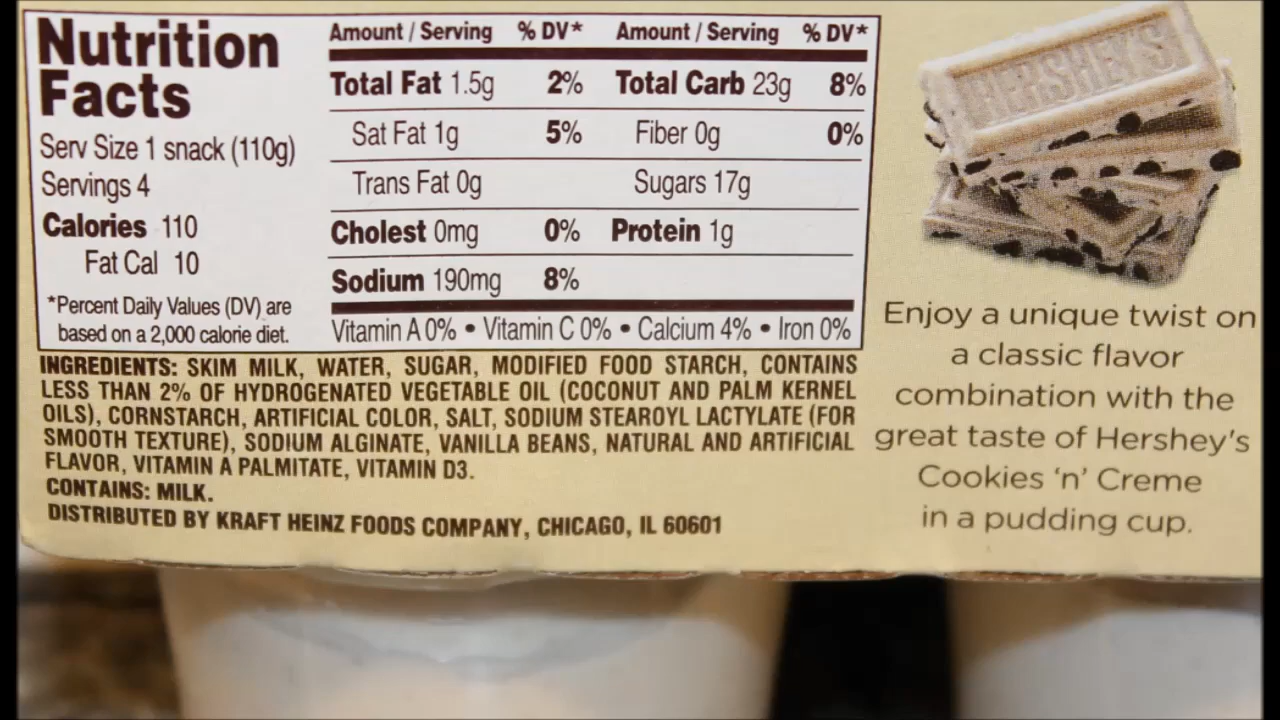 Nutrition
Facts
Serv Size 1 snack (110g)
Servings 4
Calories 110
Fat Cal 10
*Percent Daily Values (DV) are
based on a 2,000 calorie diet.
Amount / Serving % DV* Amount / Serving % DV*
Total Fat 1.5g 2% Total Carb 23g 8%
Sat Fat 1g 5% Fiber 0g 0%
Trans Fat 0g Sugars 17g
Cholest 0mg 0% Protein 1g
Sodium 190mg 8%
Vitamin A 0% • Vitamin C 0% • Calcium 4% • Iron 0%
INGREDIENTS: SKIM MILK, WATER, SUGAR, MODIFIED FOOD STARCH, CONTAINS
LESS THAN 2% OF HYDROGENATED VEGETABLE OIL (COCONUT AND PALM KERNEL
OILS), CORNSTARCH, ARTIFICIAL COLOR, SALT, SODIUM STEAROYL LACTYLATE (FOR
SMOOTH TEXTURE), SODIUM ALGINATE, VANILLA BEANS, NATURAL AND ARTIFICIAL
FLAVOR, VITAMIN A PALMITATE, VITAMIN D3.
CONTAINS: MILK.
DISTRIBUTED BY KRAFT HEINZ FOODS COMPANY, CHICAGO, IL 60601
HERSHEY'S
Enjoy a unique twist on
a classic flavor
combination with the
great taste of Hershey's
Cookies 'n' Creme
in a pudding cup.